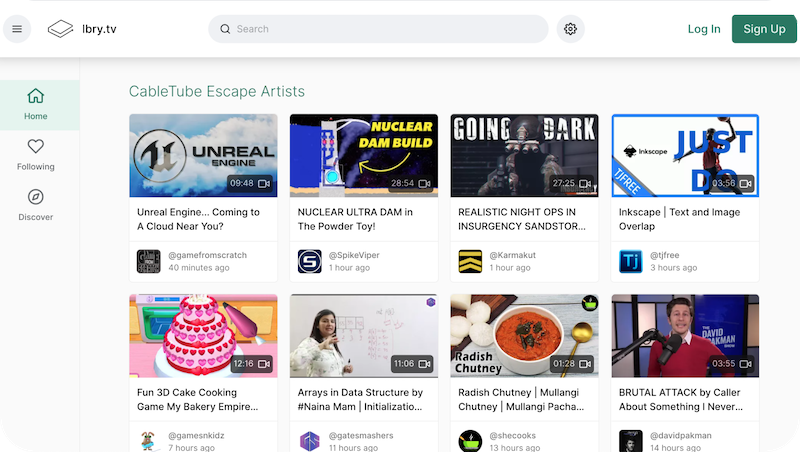 lbry.tv
Search
Log In
Sign Up
Home
Following
Discover
CableTube Escape Artists
UNREAL
ENGINE
09:48
NUCLEAR
DAM BUILD
28:54
GOING DARK
27:25
Inkscape
JUST
DO
TJFREE
03:56
Unreal Engine... Coming to
A Cloud Near You?
NUCLEAR ULTRA DAM in
The Powder Toy!
REALISTIC NIGHT OPS IN
INSURGENCY SANDSTOR...
Inkscape | Text and Image
Overlap
@gamefromscratch
40 minutes ago
@SpikeViper
1 hour ago
@Karmakut
1 hour ago
Tj
@tjfree
3 hours ago
12:16
11:06
Radish
Chutney
01:28
THE
DAVID
PAKMAN
SHOW
03:55
Fun 3D Cake Cooking
Game My Bakery Empire...
Arrays in Data Structure by
#Naina Mam | Initializatio...
Radish Chutney | Mullangi
Chutney | Mullangi Pacha...
BRUTAL ATTACK by Caller
About Something I Never...
@gamesnkidz
7 hours ago
@gatesmashers
11 hours ago
@shecooks
13 hours ago
@davidpakman
14 hours ago